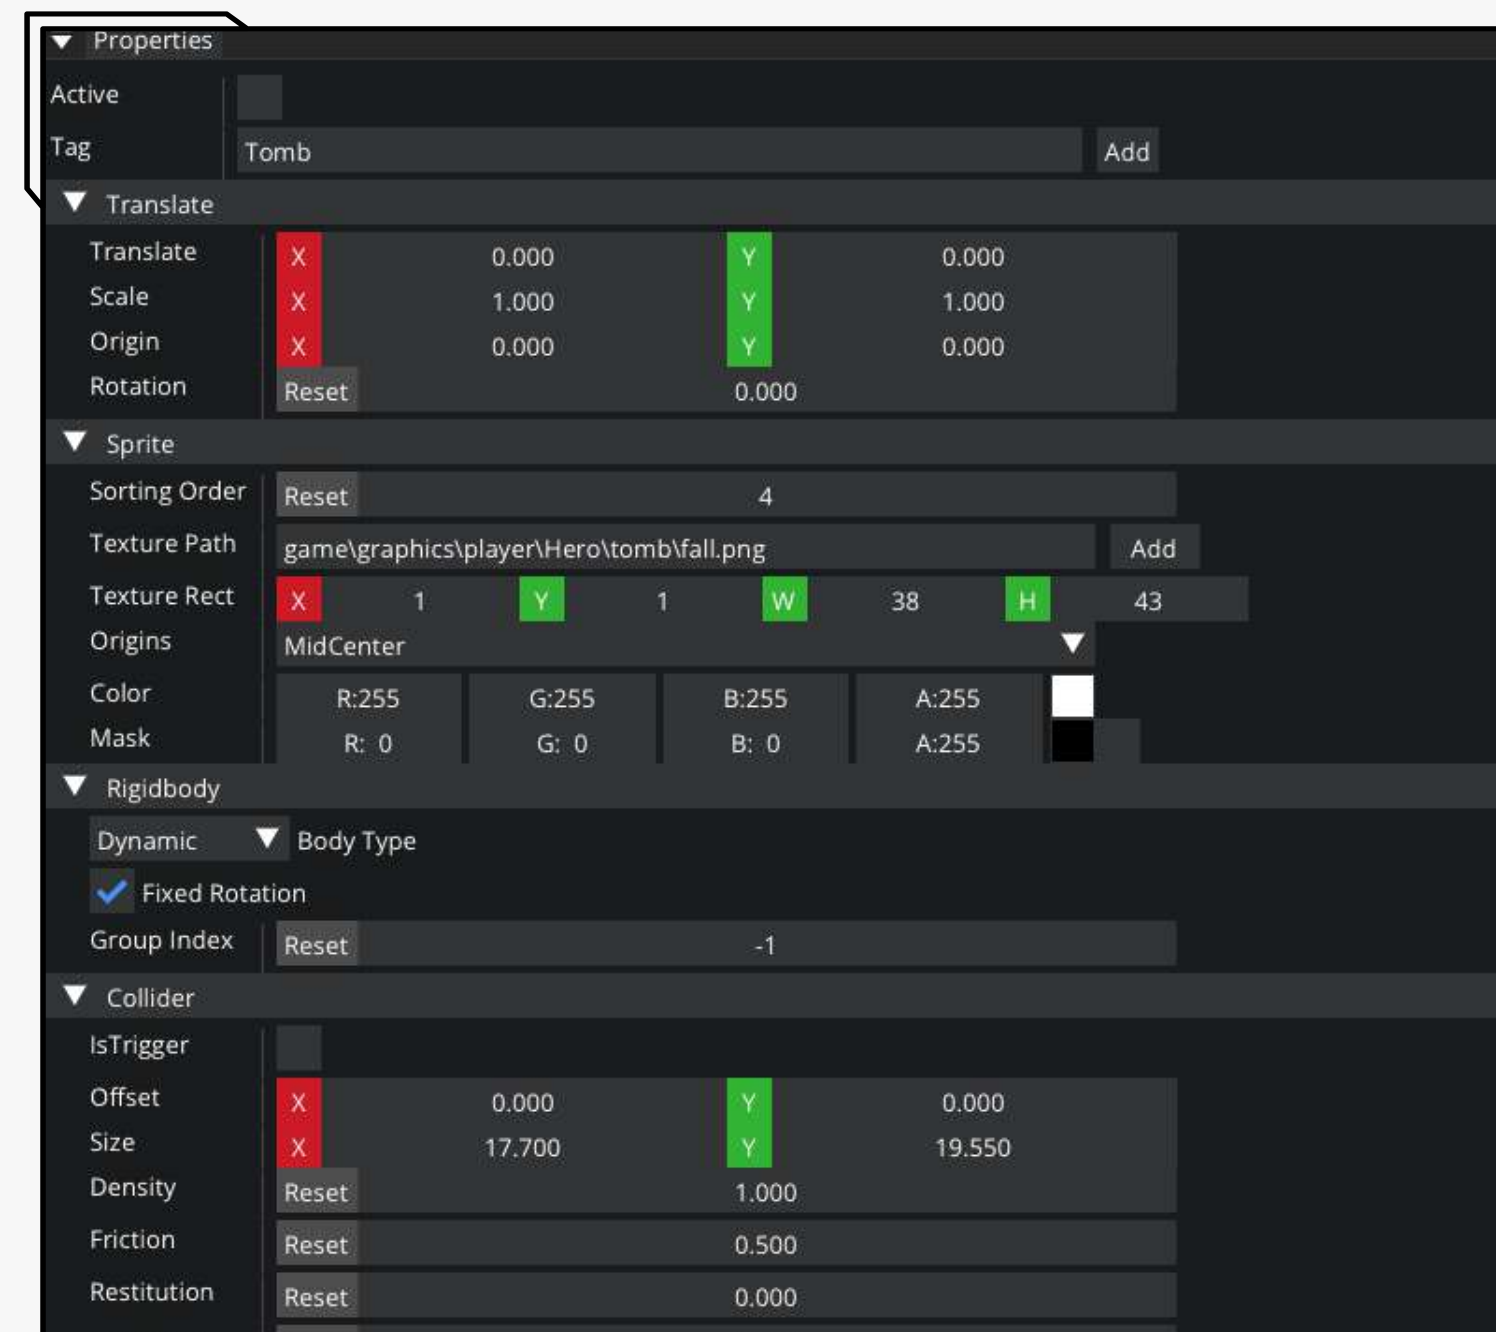 Properties
Active
Tag Tomb Add
Translate
Translate X 0.000 Y 0.000
Scale X 1.000 Y 1.000
Origin X 0.000 Y 0.000
Rotation Reset 0.000
Sprite
Sorting Order Reset 4
Texture Path game\graphics\player\Hero\tomb\fall.png Add
Texture Rect X 1 Y 1 W 38 H 43
Origins MidCenter
Color R:255 G:255 B:255 A:255
Mask R: 0 G: 0 B: 0 A:255
Rigidbody
Dynamic Body Type
Fixed Rotation
Group Index Reset -1
Collider
IsTrigger
Offset X 0.000 Y 0.000
Size X 17.700 Y 19.550
Density Reset 1.000
Friction Reset 0.500
Restitution Reset 0.000